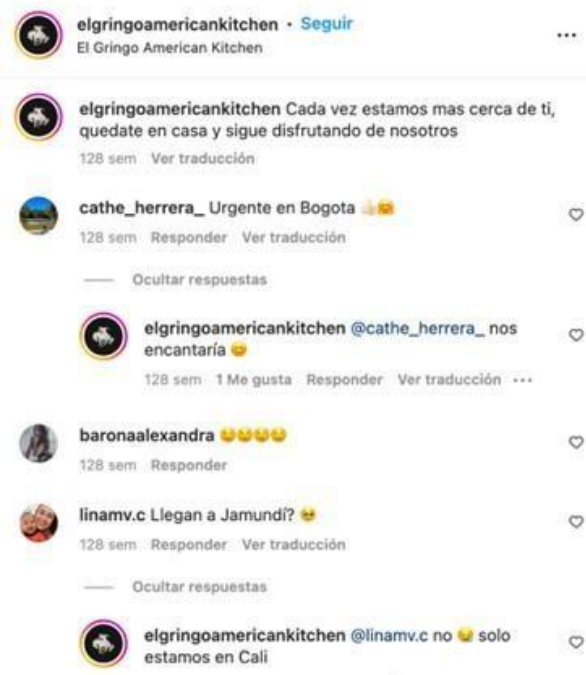 elgringoamericankitchen • Seguir
El Gringo American Kitchen
elgringoamericankitchen Cada vez estamos mas cerca de ti,
quedate en casa y sigue disfrutando de nosotros
128 sem Ver traducción
cathe_herrera_ Urgente en Bogota 👍🏻🤗
128 sem Responder Ver traducción
Ocultar respuestas
elgringoamericankitchen @cathe_herrera_ nos
encantaría 😊
128 sem 1 Me gusta Responder Ver traducción
baronaalexandra 😉😉😉😉
128 sem Responder
linamv.c Llegan a Jamundí? 🥹
128 sem Responder Ver traducción
Ocultar respuestas
elgringoamericankitchen @linamv.c no 😢 solo
estamos en Cali